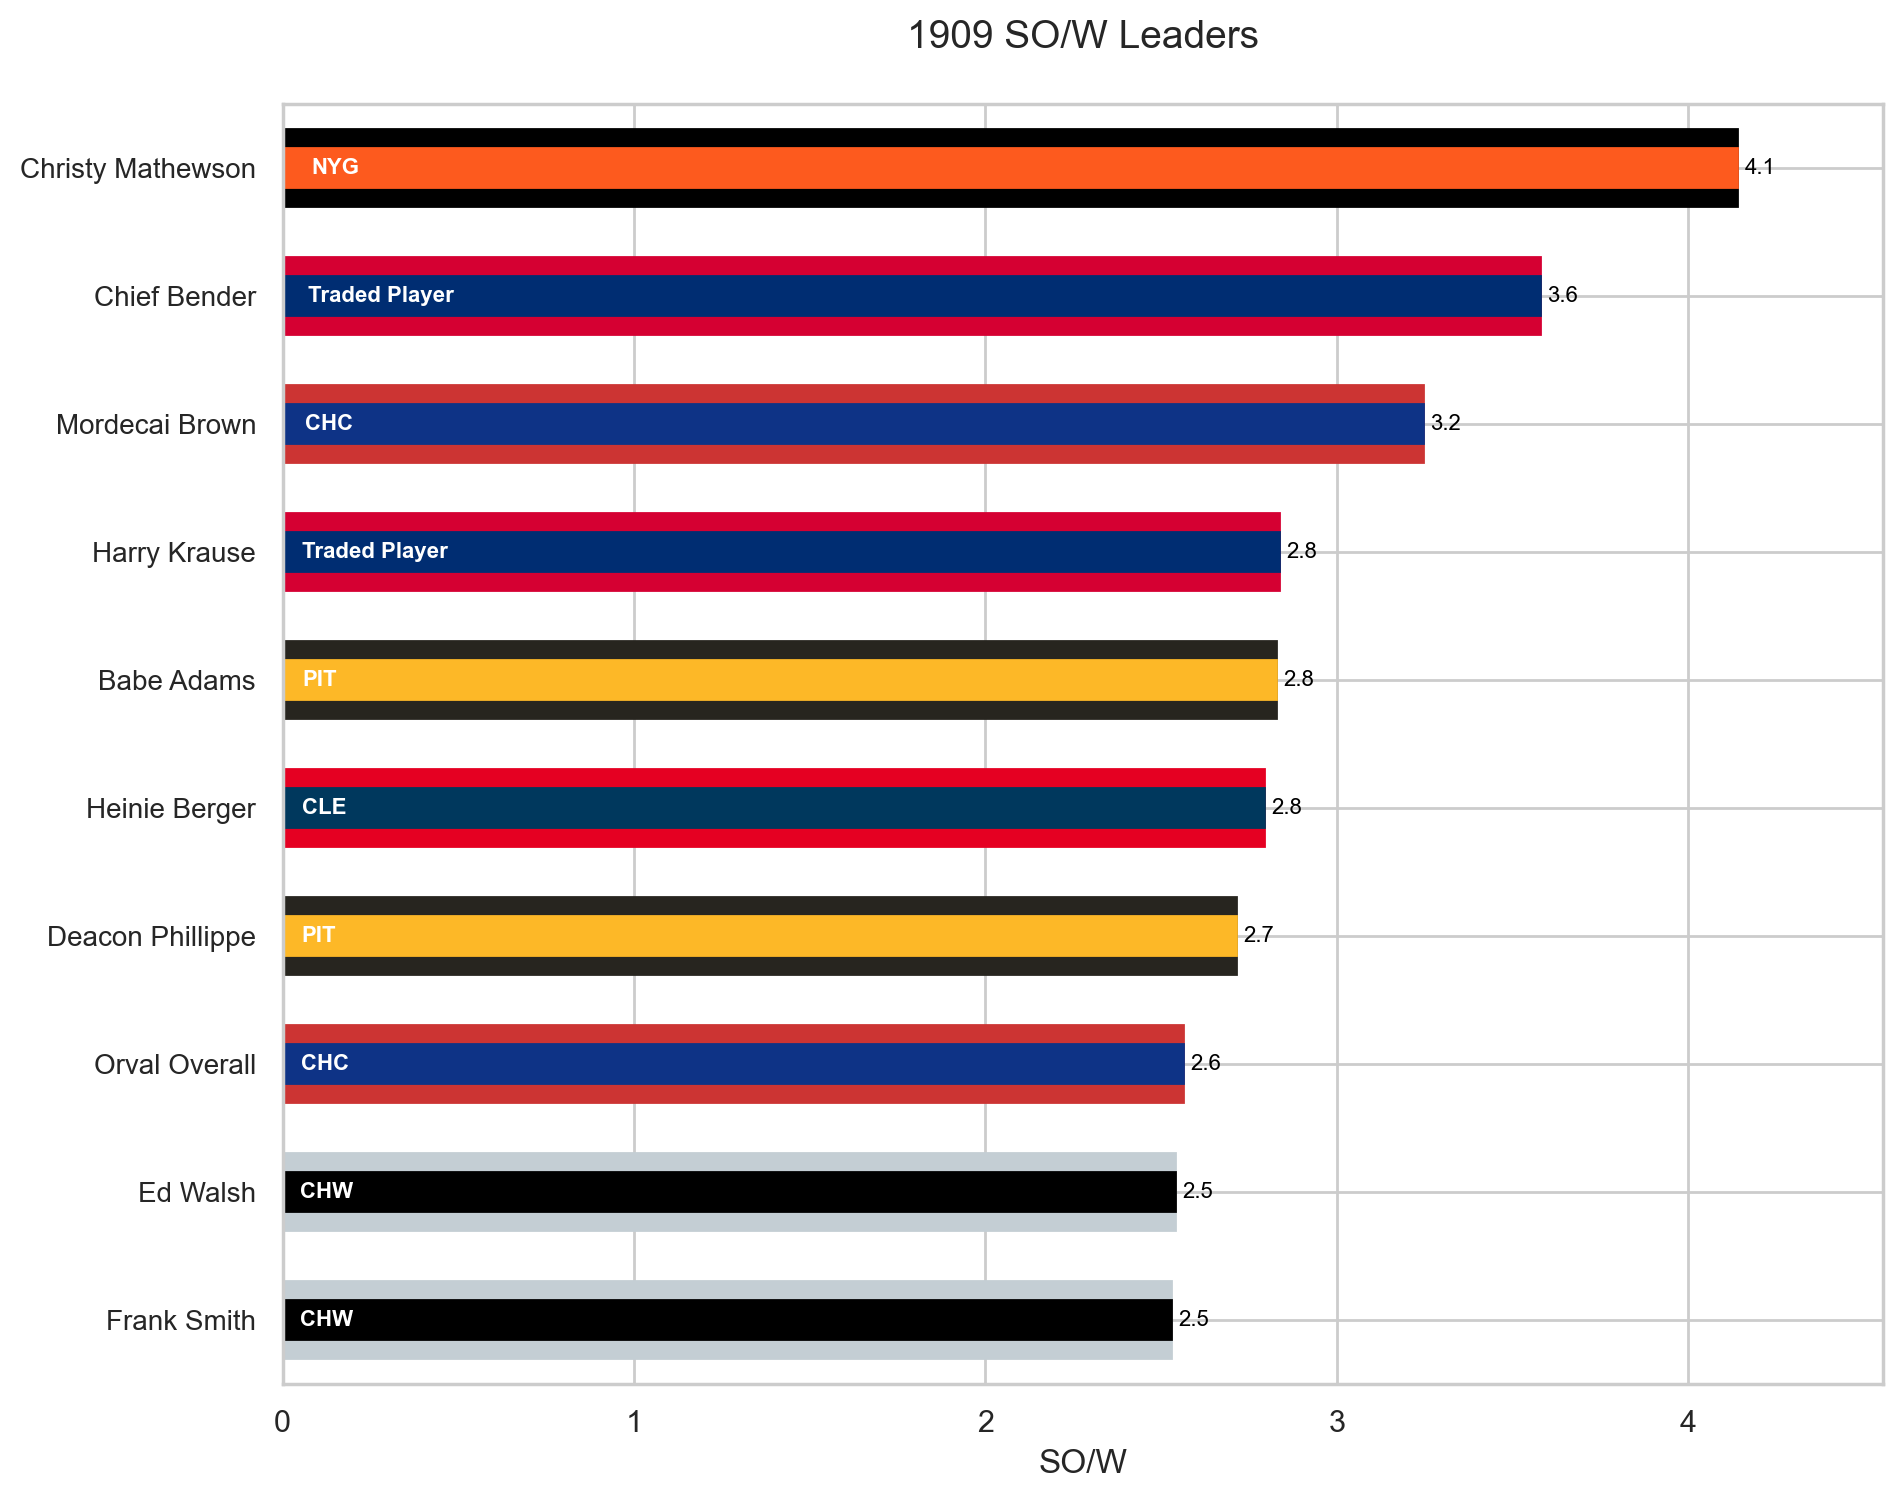 1909 SO/W Leaders
Christy Mathewson NYG 4.1
Chief Bender Traded Player 3.6
Mordecai Brown CHC 3.2
Harry Krause Traded Player 2.8
Babe Adams PIT 2.8
Heinie Berger CLE 2.8
Deacon Phillippe PIT 2.7
Orval Overall CHC 2.6
Ed Walsh CHW 2.5
Frank Smith CHW 2.5
0 1 2 3 4
SO/W